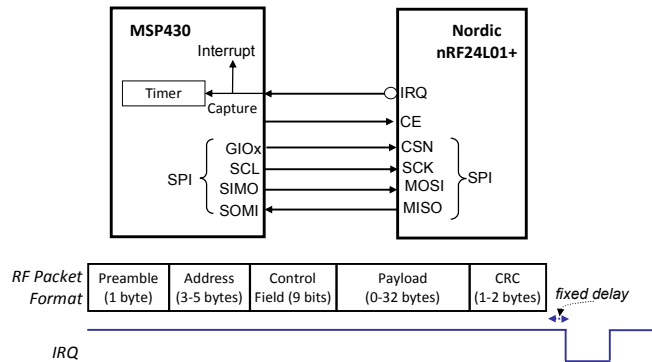 MSP430
Nordic
nRF24L01+
Interrupt
Timer
Capture
IRQ
CE
GIOx
CSN
SCL
SCK
SPI
SPI
SIMO
MOSI
SOMI
MISO
RF Packet
Format
Preamble
(1 byte)
Address
(3-5 bytes)
Control
Field (9 bits)
Payload
(0-32 bytes)
CRC
(1-2 bytes)
fixed delay
IRQ